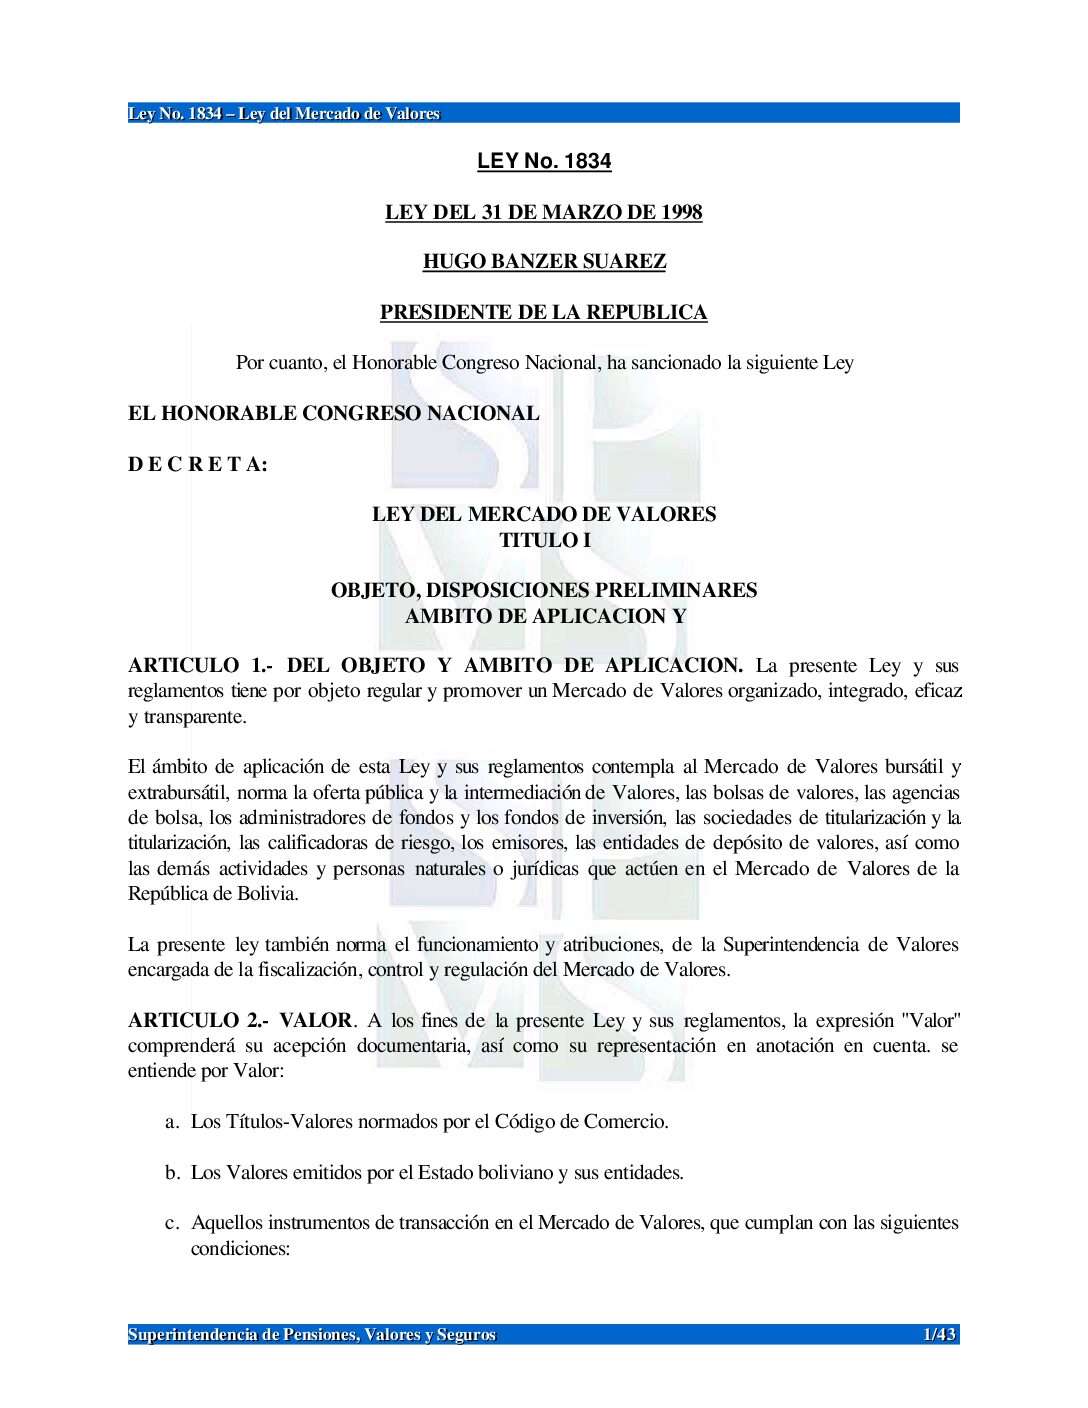 Ley No. 1834 – Ley del Mercado de Valores
LEY No. 1834
LEY DEL 31 DE MARZO DE 1998
HUGO BANZER SUAREZ
PRESIDENTE DE LA REPUBLICA
Por cuanto, el Honorable Congreso Nacional, ha sancionado la siguiente Ley
EL HONORABLE CONGRESO NACIONAL
D E C R E T A:
LEY DEL MERCADO DE VALORES
TITULO I
OBJETO, DISPOSICIONES PRELIMINARES
AMBITO DE APLICACION Y
ARTICULO 1.- DEL OBJETO Y AMBITO DE APLICACION. La presente Ley y sus
reglamentos tiene por objeto regular y promover un Mercado de Valores organizado, integrado, eficaz
y transparente.
El ámbito de aplicación de esta Ley y sus reglamentos contempla al Mercado de Valores bursátil y
extrabursátil, norma la oferta pública y la intermediación de Valores, las bolsas de valores, las agencias
de bolsa, los administradores de fondos y los fondos de inversión, las sociedades de titularización y la
titularización, las calificadoras de riesgo, los emisores, las entidades de depósito de valores, así como
las demás actividades y personas naturales o jurídicas que actúen en el Mercado de Valores de la
República de Bolivia.
La presente ley también norma el funcionamiento y atribuciones, de la Superintendencia de Valores
encargada de la fiscalización, control y regulación del Mercado de Valores.
ARTICULO 2.- VALOR. A los fines de la presente Ley y sus reglamentos, la expresión "Valor"
comprenderá su acepción documentaria, así como su representación en anotación en cuenta. se
entiende por Valor:
a. Los Títulos-Valores normados por el Código de Comercio.
b. Los Valores emitidos por el Estado boliviano y sus entidades.
c. Aquellos instrumentos de transacción en el Mercado de Valores, que cumplan con las siguientes
condiciones:
Superintendencia de Pensiones, Valores y Seguros 1/43
SP
MS
SP
MS